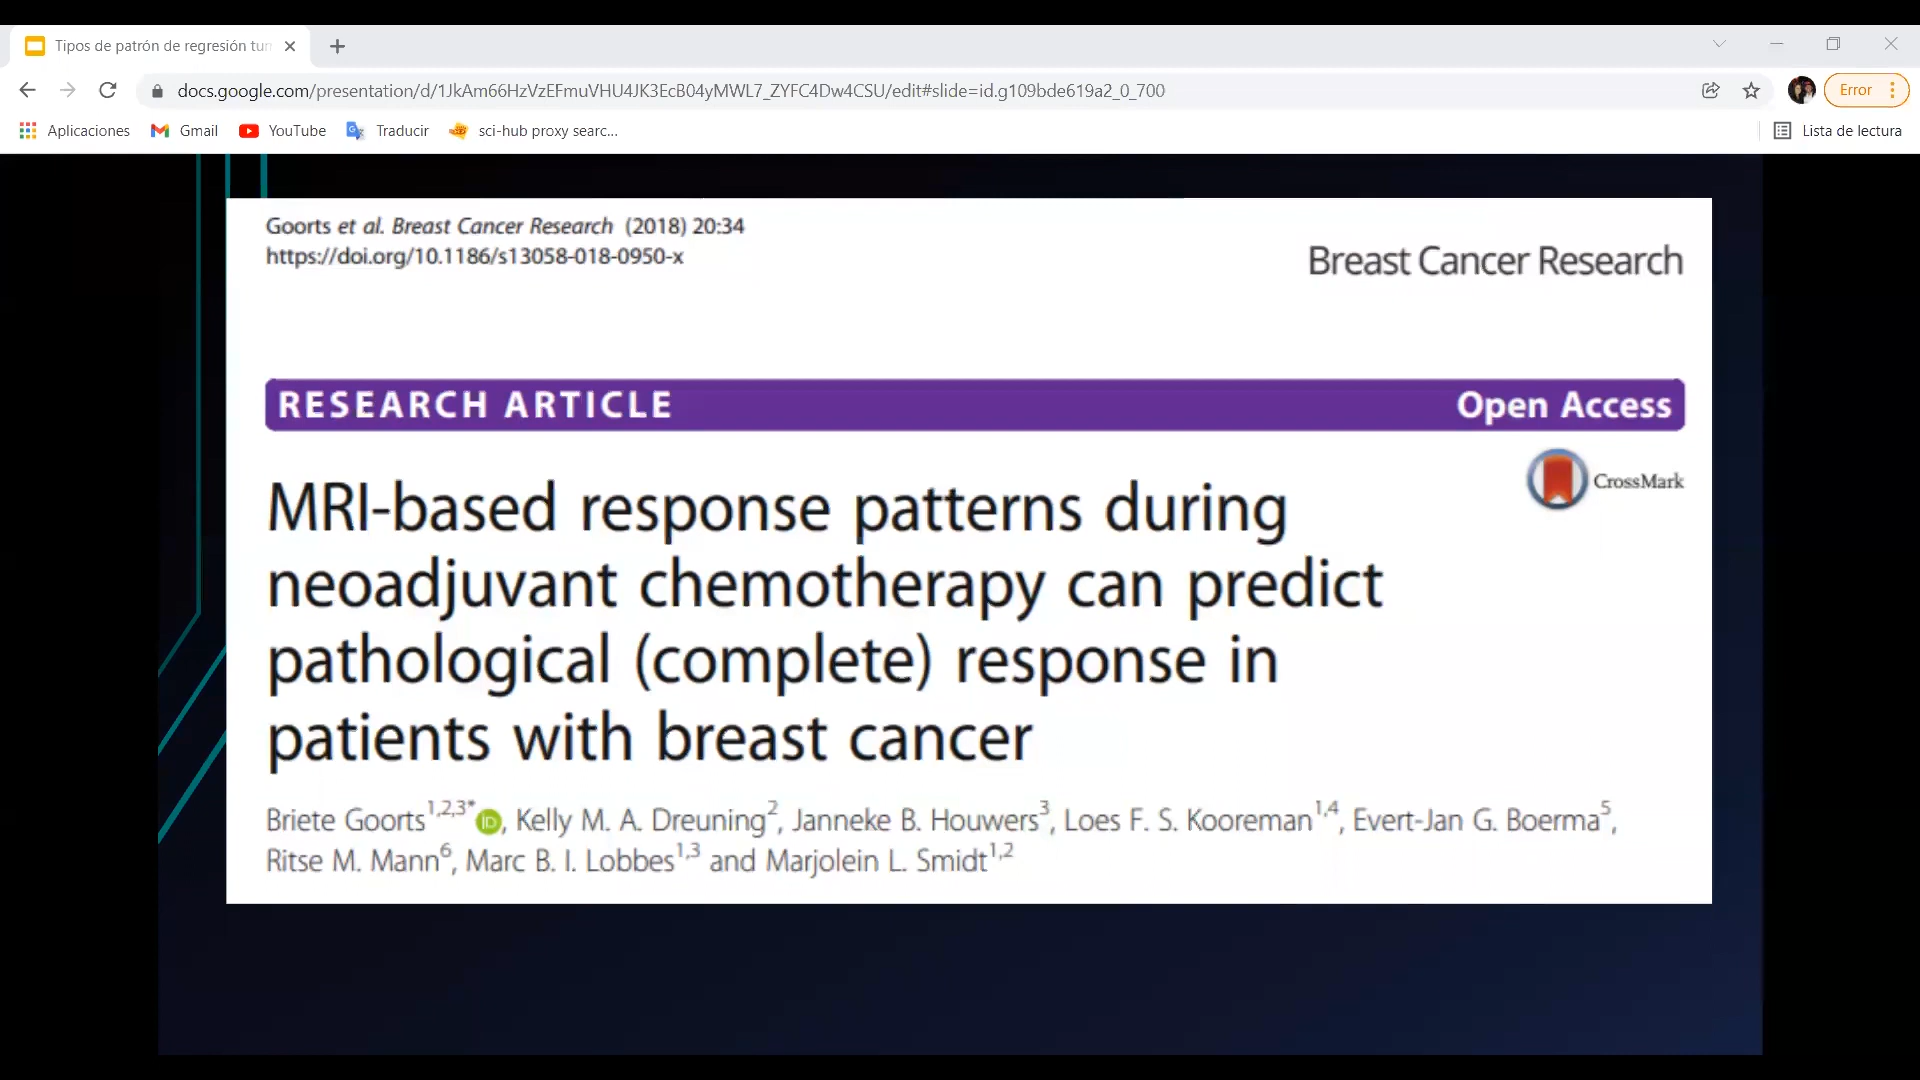 Tipos de patrón de regresión tum
docs.google.com/presentation/d/1JkAm66HzVzEFmuVHU4JK3EcB04yMWL7_ZYFC4Dw4CSU/edit#slide=id.g109bde619a2_0_700
Error
Aplicaciones Gmail YouTube Traducir sci-hub proxy searc... Lista de lectura
Goorts et al. Breast Cancer Research (2018) 20:34
https://doi.org/10.1186/s13058-018-0950-x
Breast Cancer Research
RESEARCH ARTICLE Open Access
CrossMark
MRI-based response patterns during
neoadjuvant chemotherapy can predict
pathological (complete) response in
patients with breast cancer
Briete Goorts1,2,3* iD, Kelly M. A. Dreuning2, Janneke B. Houwers3, Loes F. S. Kooreman1,4, Evert-Jan G. Boerma5,
Ritse M. Mann6, Marc B. I. Lobbes1,3 and Marjolein L. Smidt1,2